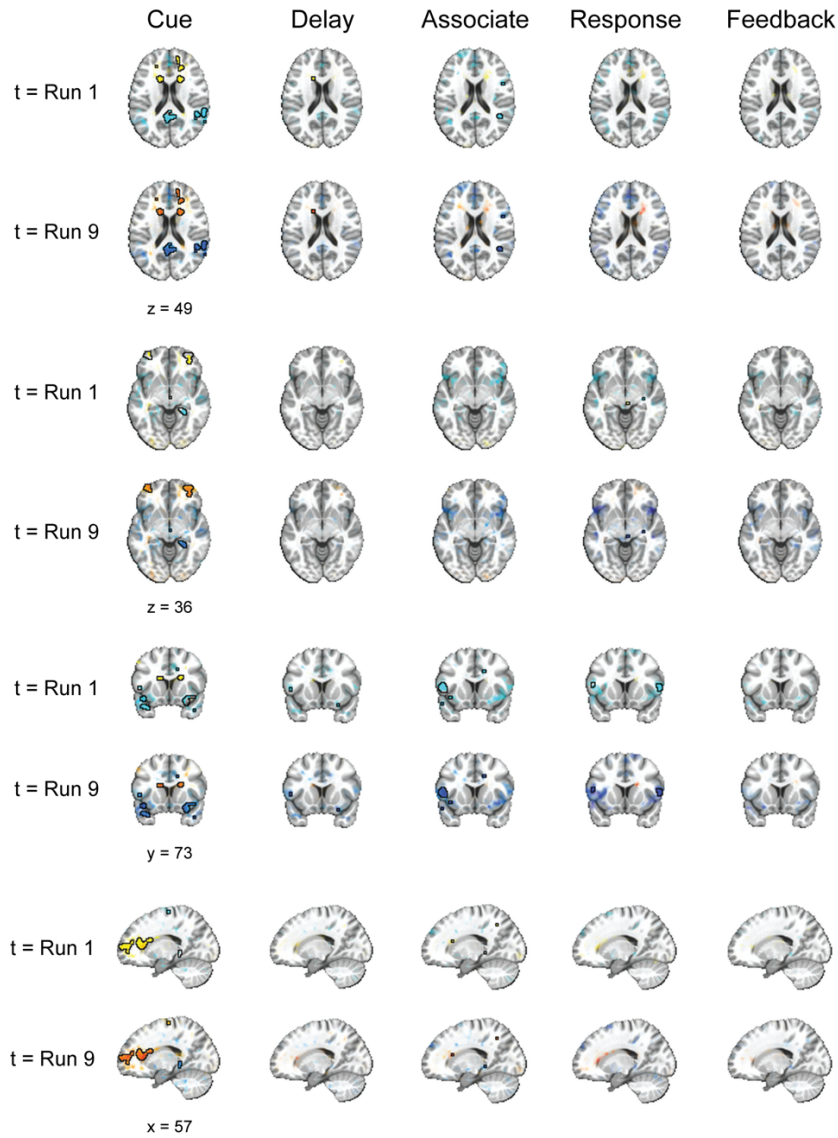 Cue Delay Associate Response Feedback
t = Run 1
t = Run 9
z = 49
t = Run 1
t = Run 9
z = 36
t = Run 1
t = Run 9
y = 73
t = Run 1
t = Run 9
x = 57